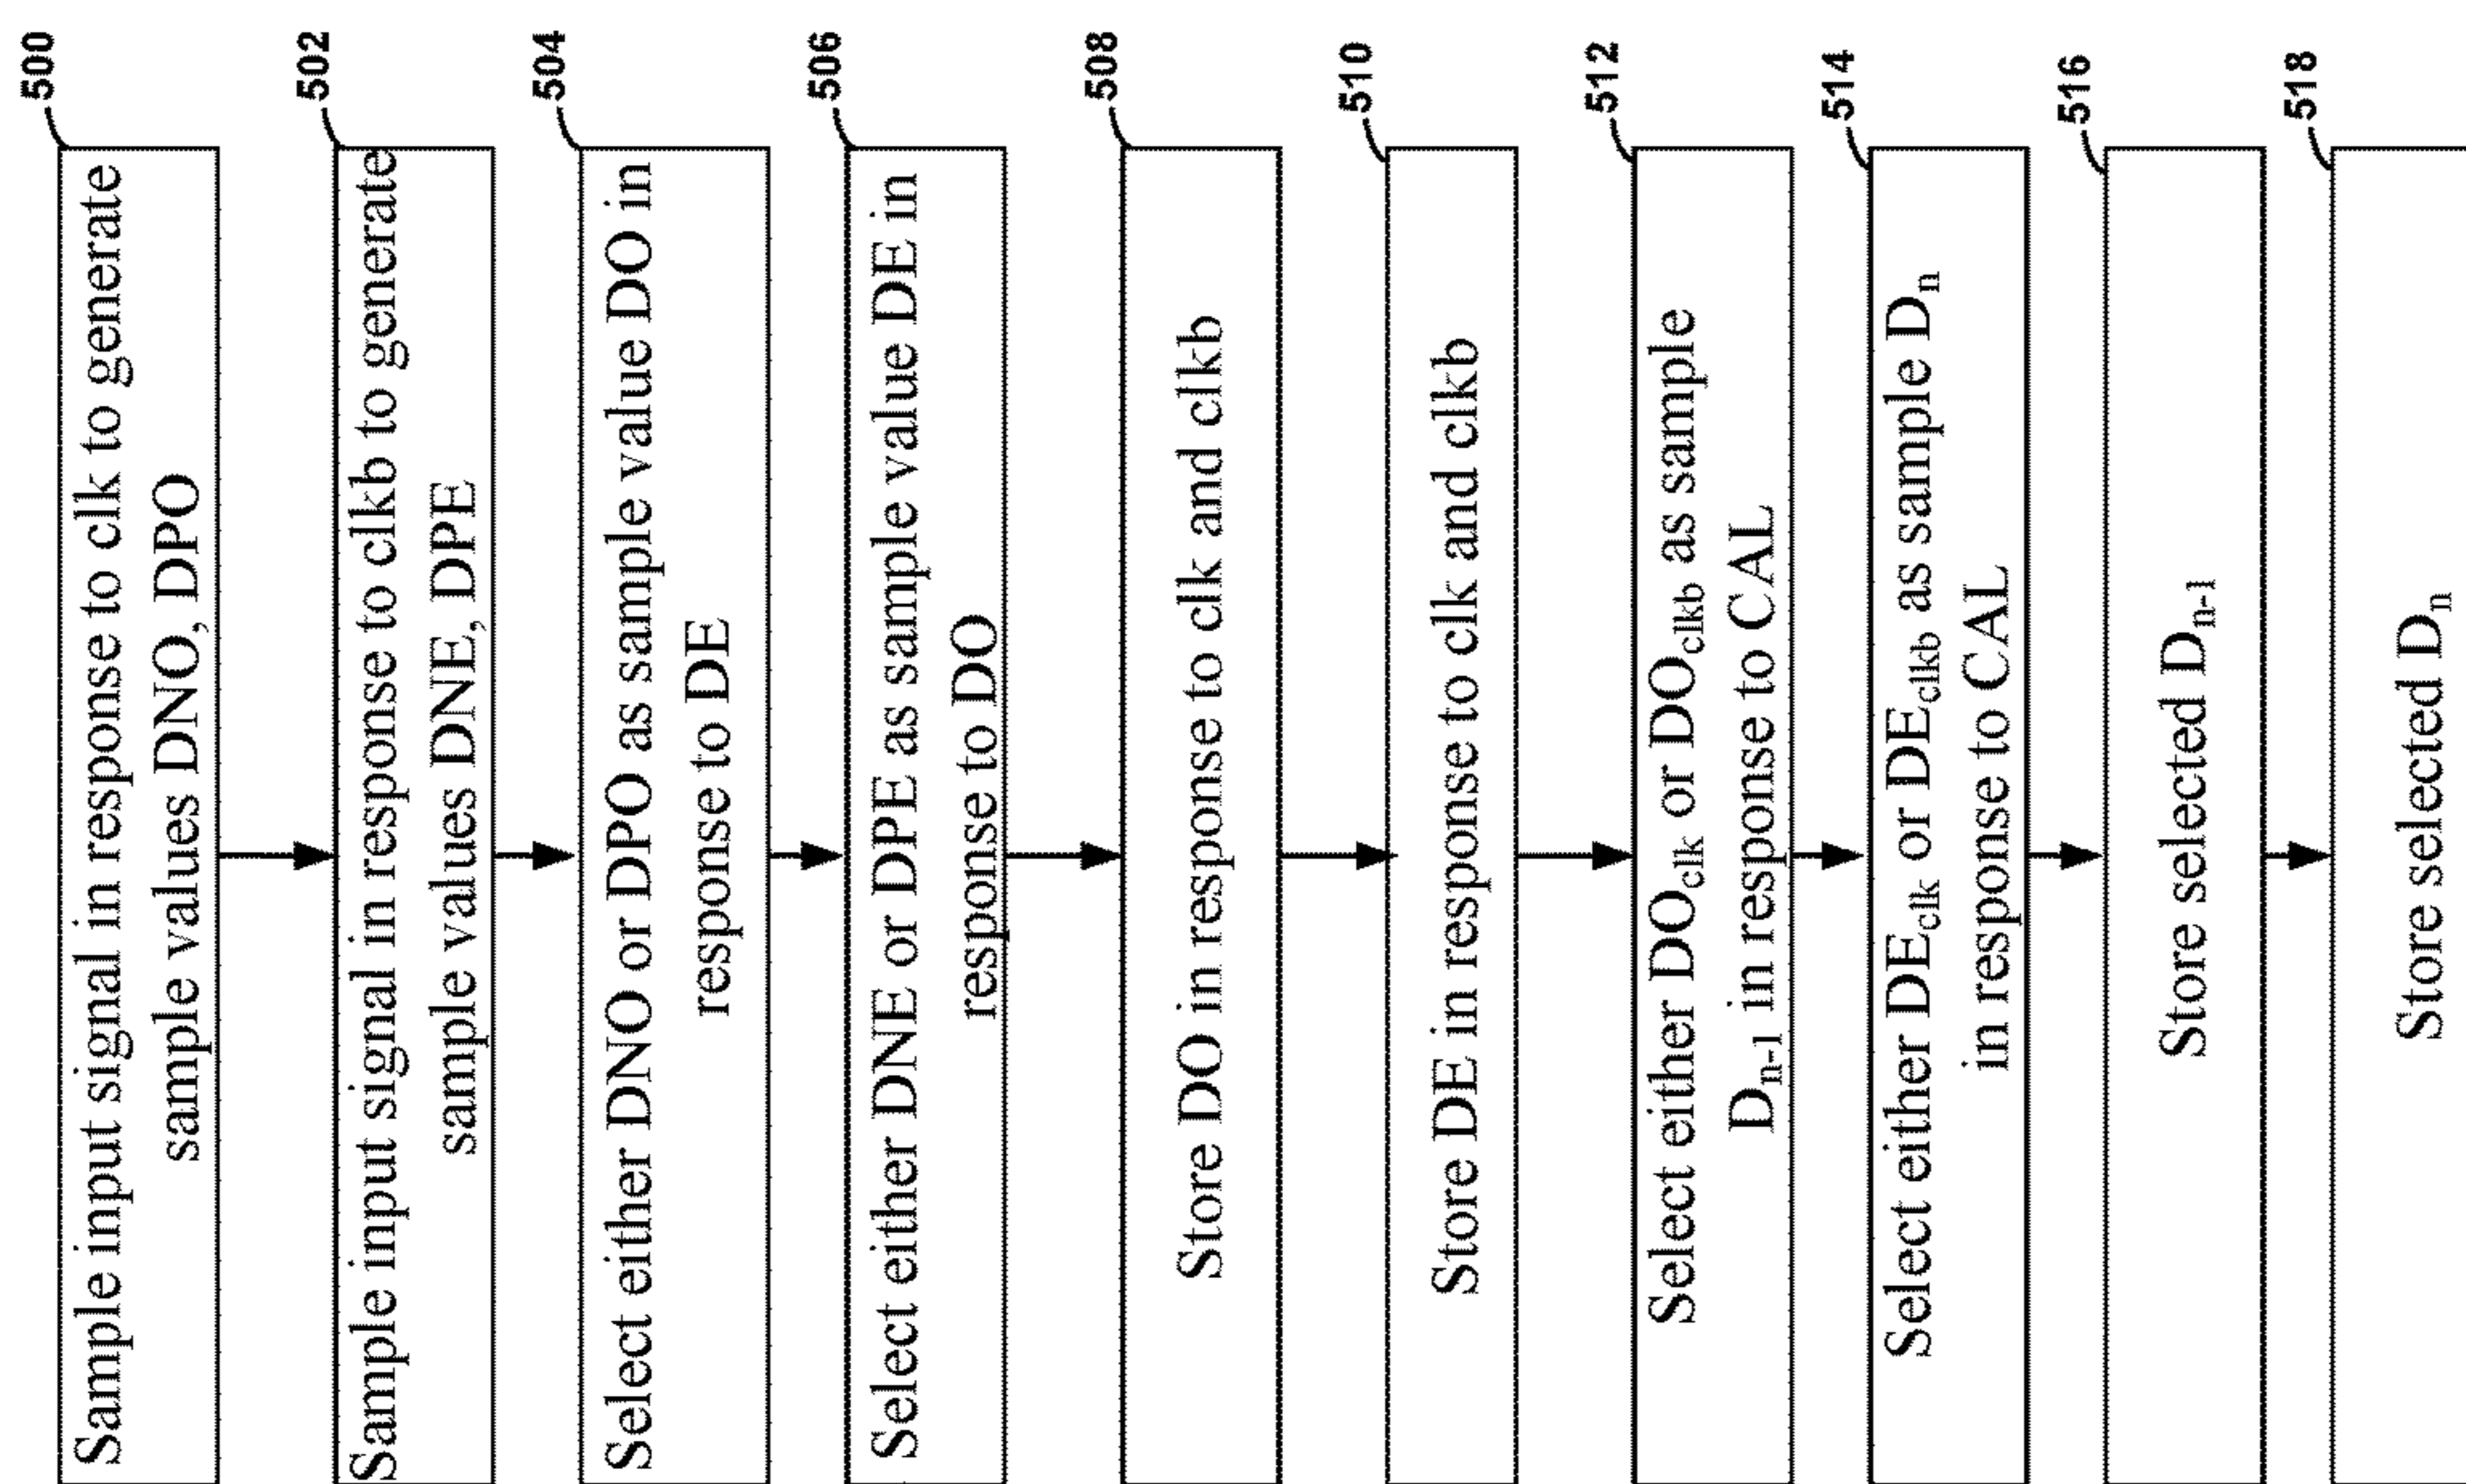 500
Sample input signal in response to clk to generate
sample values DNO, DPO
502
Sample input signal in response to clkb to generate
sample values DNE, DPE
504
Select either DNO or DPO as sample value DO in
response to DE
506
Select either DNE or DPE as sample value DE in
response to DO
508
Store DO in response to clk and clkb
510
Store DE in response to clk and clkb
512
Select either DOclk or DOclkb as sample
Dn-1 in response to CAL
514
Select either DEclk or DEclkb as sample Dn
in response to CAL
516
Store selected Dn-1
518
Store selected Dn